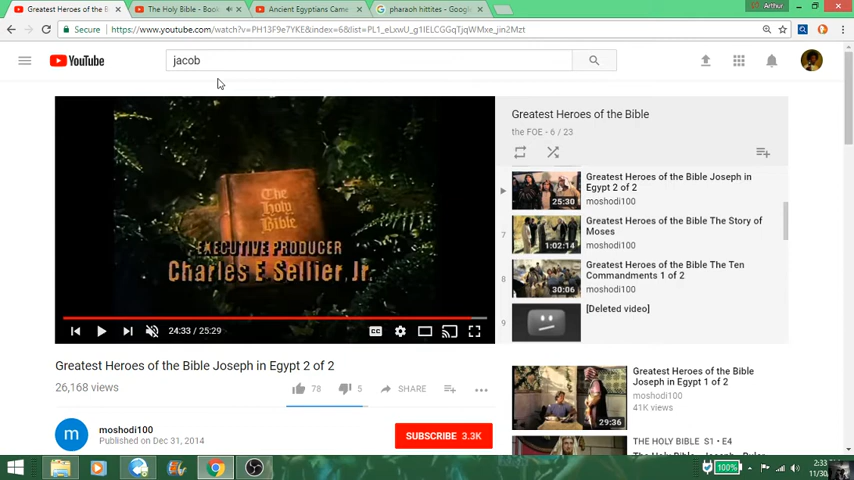 Greatest Heroes of the Bi
The Holy Bible - Book
Ancient Egyptians Came
pharaoh hittites - Google
Arthur
Secure
https://www.youtube.com/watch?v=PH13F9e7YKE&index=6&list=PL1_eLxwU_g1IELCGGqTjqWqOm_xe_jin2Mzt
YouTube
jacob
The
Holy
Bible
EXECUTIVE PRODUCER
Charles E Sellier, Jr.
24:33 / 25:29
CC
Greatest Heroes of the Bible
the FOE - 6 / 23
Greatest Heroes of the Bible Joseph in
Egypt 2 of 2
moshodi100
25:30
7
Greatest Heroes of the Bible The Story of
Moses
moshodi100
1:02:14
8
Greatest Heroes of the Bible The Ten
Commandments 1 of 2
moshodi100
30:06
9
[Deleted video]
Greatest Heroes of the Bible Joseph in Egypt 2 of 2
26,168 views
78
5
SHARE
m
moshodi100
Published on Dec 31, 2014
SUBSCRIBE 3.3K
Greatest Heroes of the Bible
Joseph in Egypt 1 of 2
moshodi100
41K views
29:36
THE HOLY BIBLE S1 • E4
100%
2:33
11/30